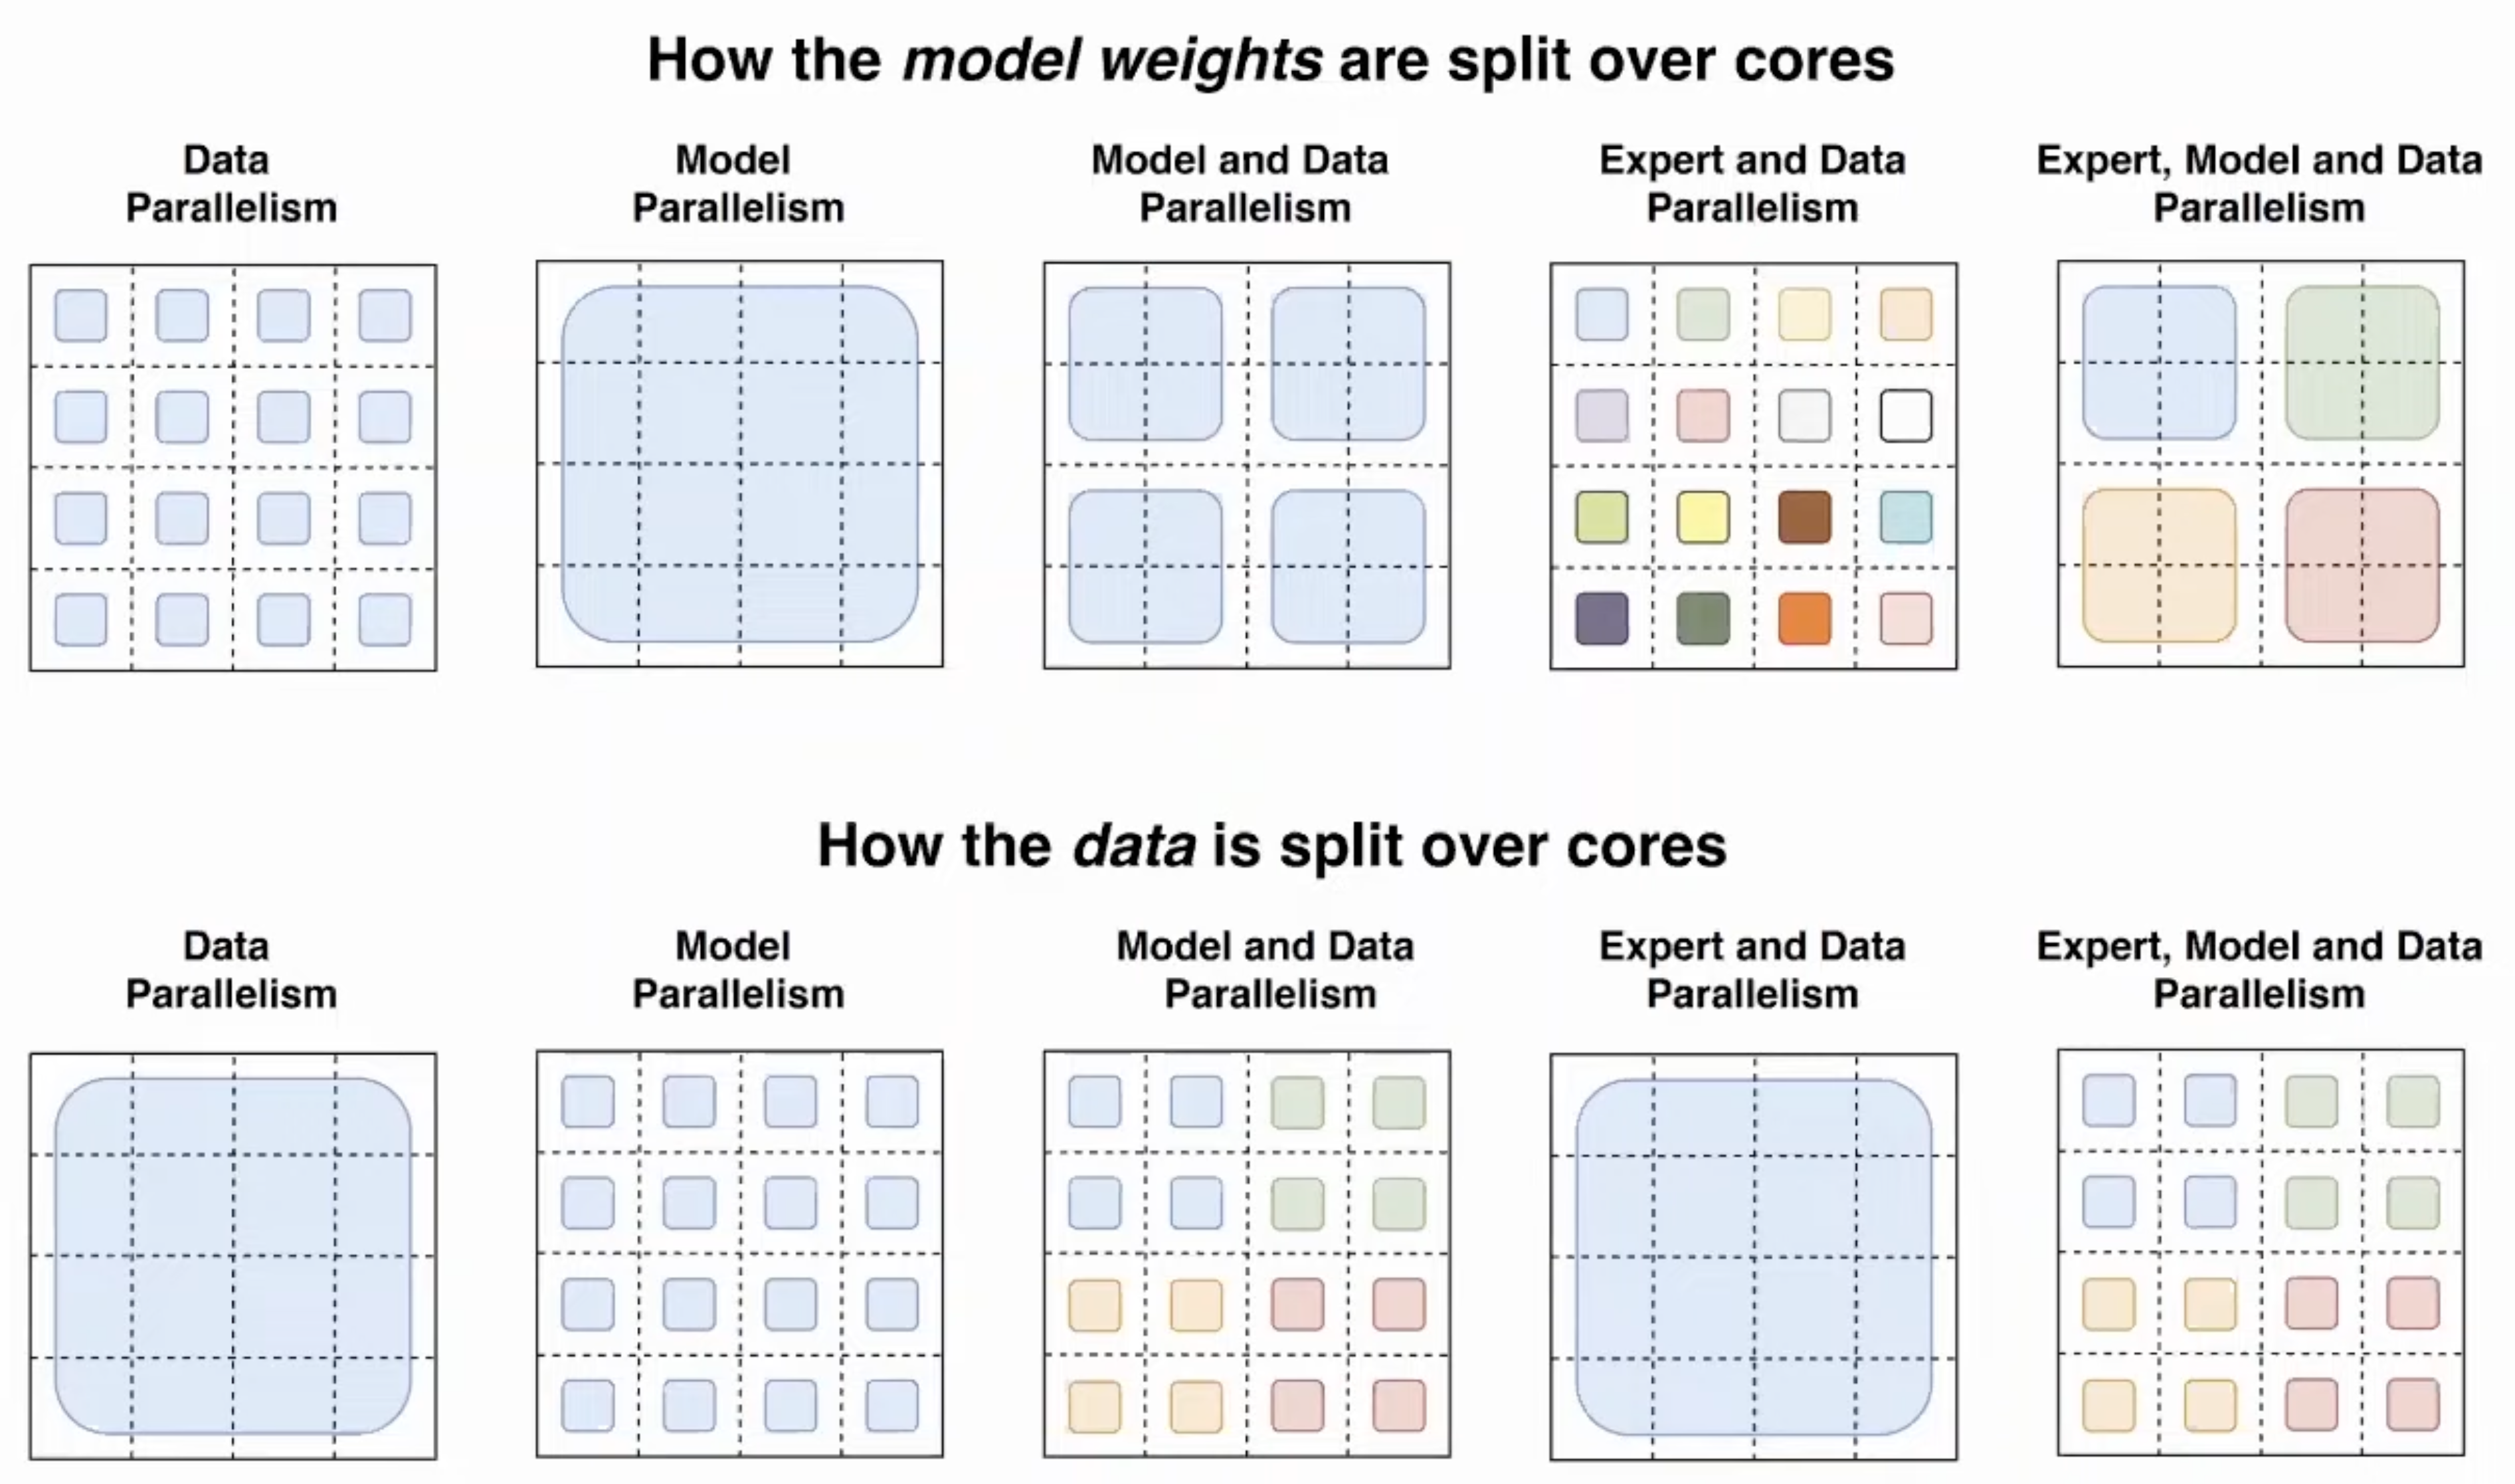 How the model weights are split over cores
Data
Parallelism
Model
Parallelism
Model and Data
Parallelism
Expert and Data
Parallelism
Expert, Model and Data
Parallelism
How the data is split over cores
Data
Parallelism
Model
Parallelism
Model and Data
Parallelism
Expert and Data
Parallelism
Expert, Model and Data
Parallelism